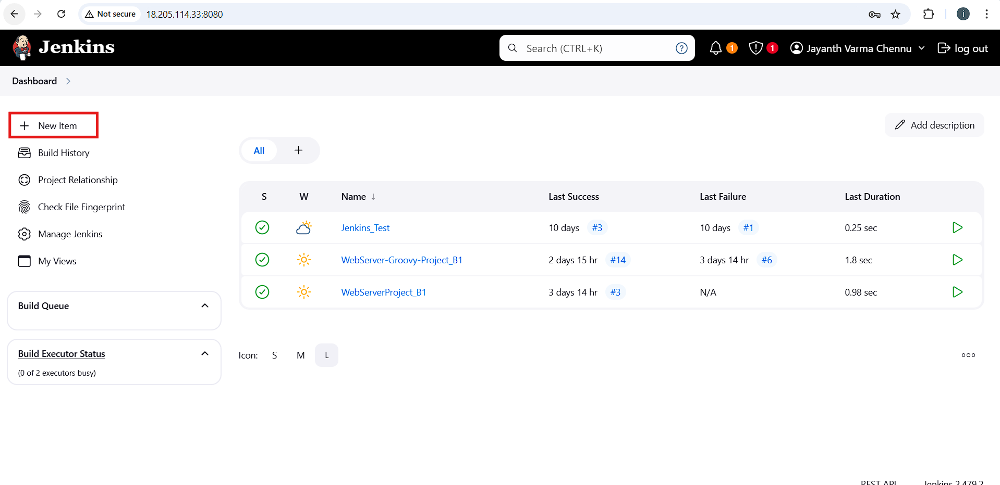 Not secure 18.205.114.33:8080 j
Jenkins Search (CTRL+K) ? 1 1 Jayanth Varma Chennu log out
Dashboard
New Item
Add description
Build History
All +
Project Relationship
Check File Fingerprint
Manage Jenkins
My Views
S W Name ↓ Last Success Last Failure Last Duration
Jenkins_Test 10 days #3 10 days #1 0.25 sec
WebServer-Groovy-Project_B1 2 days 15 hr #14 3 days 14 hr #6 1.8 sec
WebServerProject_B1 3 days 14 hr #3 N/A 0.98 sec
Build Queue
Build Executor Status
(0 of 2 executors busy)
Icon: S M L
REST API Jenkins 2.479.2